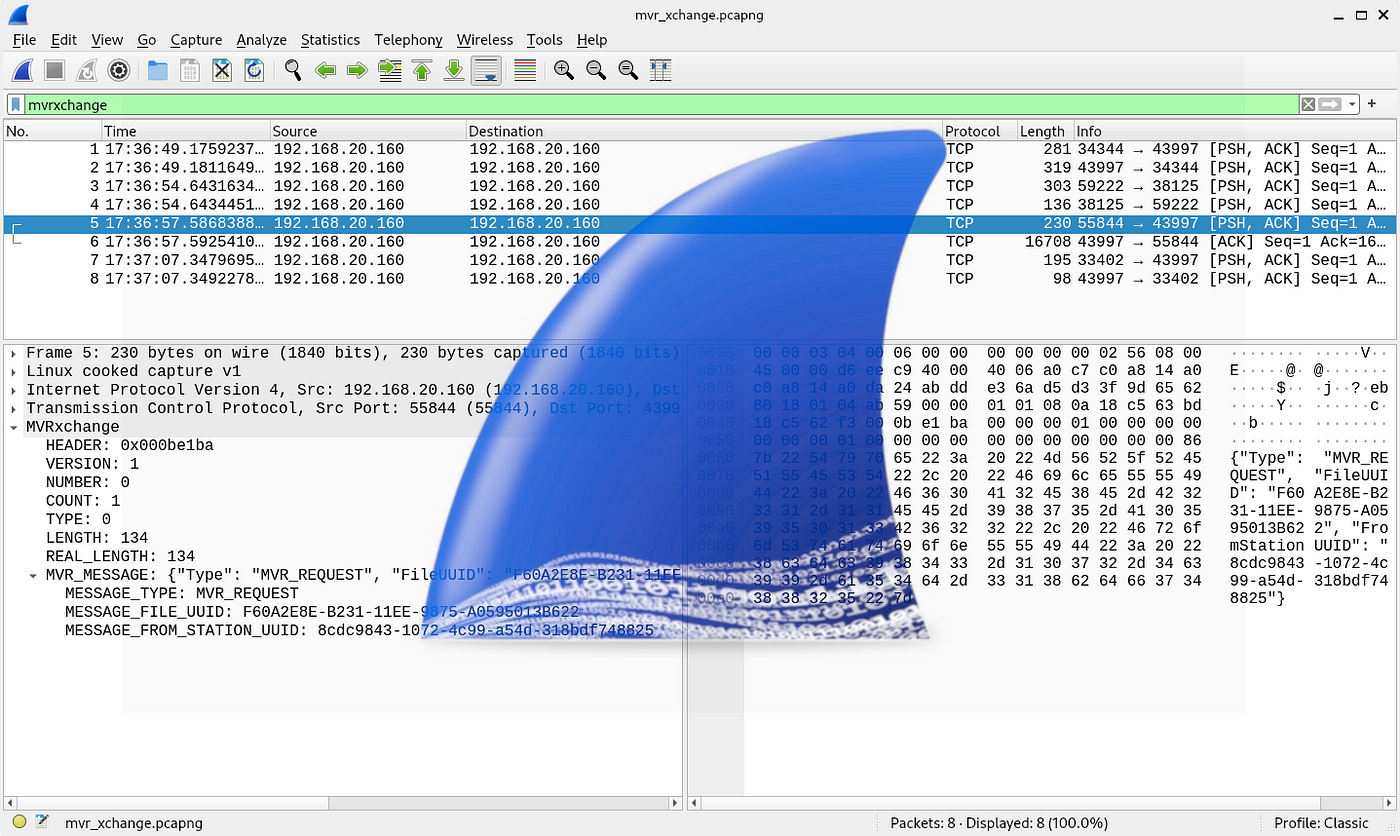 mvr_xchange.pcapng
File Edit View Go Capture Analyze Statistics Telephony Wireless Tools Help
mvrxchange
No. Time Source Destination Protocol Length Info
1 17:36:49.1759237… 192.168.20.160 192.168.20.160 TCP 281 34344 → 43997 [PSH, ACK] Seq=1 A…
2 17:36:49.1811649… 192.168.20.160 192.168.20.160 TCP 319 43997 → 34344 [PSH, ACK] Seq=1 A…
3 17:36:54.6431634… 192.168.20.160 192.168.20.160 TCP 303 59222 → 38125 [PSH, ACK] Seq=1 A…
4 17:36:54.6434451… 192.168.20.160 192.168.20.160 TCP 136 38125 → 59222 [PSH, ACK] Seq=1 A…
5 17:36:57.5868388… 192.168.20.160 192.168.20.160 TCP 230 55844 → 43997 [PSH, ACK] Seq=1 A…
6 17:36:57.5925410… 192.168.20.160 192.168.20.160 TCP 16708 43997 → 55844 [ACK] Seq=1 Ack=16…
7 17:37:07.3479695… 192.168.20.160 192.168.20.160 TCP 195 33402 → 43997 [PSH, ACK] Seq=1 A…
8 17:37:07.3492278… 192.168.20.160 192.168.20.160 TCP 98 43997 → 33402 [PSH, ACK] Seq=1 A…
Frame 5: 230 bytes on wire (1840 bits), 230 bytes captured (1840 bits)
Linux cooked capture v1
Internet Protocol Version 4, Src: 192.168.20.160 (192.168.20.160), Dst
Transmission Control Protocol, Src Port: 55844 (55844), Dst Port: 4399
MVRxchange
HEADER: 0x000be1ba
VERSION: 1
NUMBER: 0
COUNT: 1
TYPE: 0
LENGTH: 134
REAL_LENGTH: 134
MVR_MESSAGE: {"Type": "MVR_REQUEST", "FileUUID": "F60A2E8E-B231-11EE
MESSAGE_TYPE: MVR_REQUEST
MESSAGE_FILE_UUID: F60A2E8E-B231-11EE-9875-A0595013B622
MESSAGE_FROM_STATION_UUID: 8cdc9843-1072-4c99-a54d-318bdf748825
0000 00 00 03 04 00 06 00 00 00 00 00 00 02 56 08 00 ········ ·····V··
0010 45 00 00 d6 ee c9 40 00 40 06 a0 c7 c0 a8 14 a0 E·····@· @·······
c0 a8 14 a0 da 24 ab dd e3 6a d5 d3 3f 9d 65 62 ·····$·· ·j··?·eb
0030 80 18 01 04 ab 59 00 00 01 01 08 0a 18 c5 63 bd ·····Y·· ······c·
0040 18 c5 62 f3 00 0b e1 ba 00 00 00 01 00 00 00 00 ··b····· ········
0050 00 00 00 01 00 00 00 00 00 00 00 00 00 00 00 86 ········ ········
0060 7b 22 54 79 70 65 22 3a 20 22 4d 56 52 5f 52 45 {"Type": "MVR_RE
0070 51 55 45 53 54 22 2c 20 22 46 69 6c 65 55 55 49 QUEST", "FileUUI
0080 44 22 3a 20 22 46 36 30 41 32 45 38 45 2d 42 32 D": "F60 A2E8E-B2
0090 33 31 2d 31 31 45 45 2d 39 38 37 35 2d 41 30 35 31-11EE- 9875-A05
00a0 39 35 30 31 33 42 36 32 32 22 2c 20 22 46 72 6f 95013B62 2", "Fro
00b0 6d 53 74 61 74 69 6f 6e 55 55 49 44 22 3a 20 22 mStation UUID": "
38 63 64 63 39 38 34 33 2d 31 30 37 32 2d 34 63 8cdc9843 -1072-4c
39 39 2d 61 35 34 64 2d 33 31 38 62 64 66 37 34 99-a54d- 318bdf74
38 38 32 35 22 7d 8825"}
mvr_xchange.pcapng Packets: 8 · Displayed: 8 (100.0%) Profile: Classic